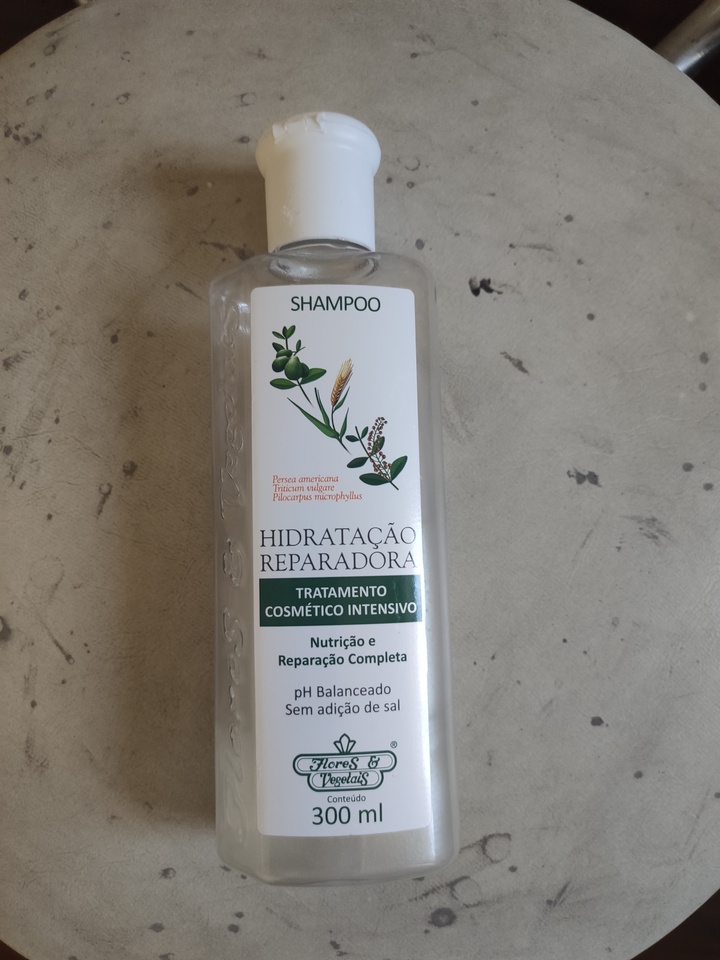 SHAMPOO
Persea americana
Triticum vulgare
Pilocarpus microphyllus
HIDRATAÇÃO
REPARADORA
TRATAMENTO
COSMÉTICO INTENSIVO
Nutrição e
Reparação Completa
pH Balanceado
Sem adição de sal
Flores & ®
Vegetais
Conteúdo
300 ml